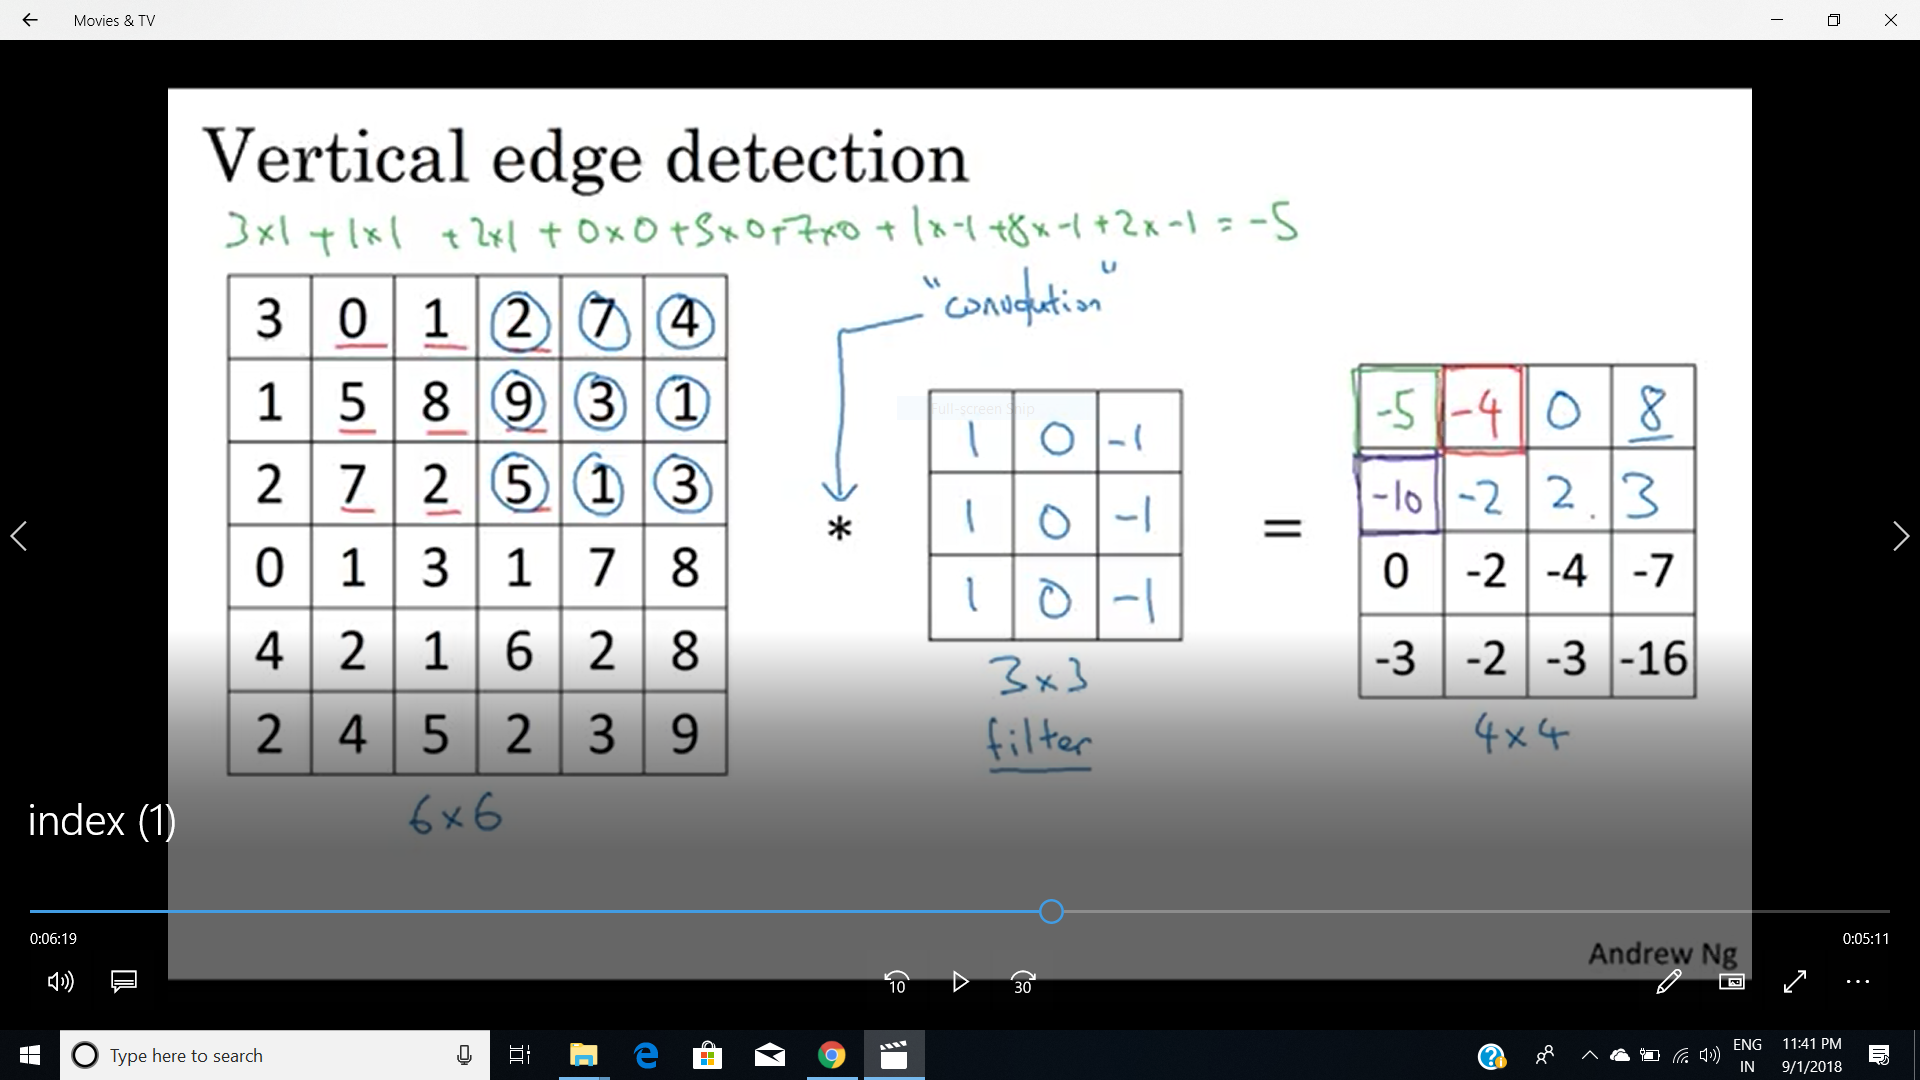 Movies & TV
Vertical edge detection
3x1 + 1x1 + 2x1 + 0x0 + 5x0 + 7x0 + 1x-1 + 8x-1 + 2x-1 = -5
"convolution"
3 0 1 2 7 4
1 5 8 9 3 1
2 7 2 5 1 3
0 1 3 1 7 8
4 2 1 6 2 8
2 4 5 2 3 9
6x6
*
Full-screen Snip
1 0 -1
1 0 -1
1 0 -1
3x3
filter
=
-5 -4 0 8
-10 -2 2. 3
0 -2 -4 -7
-3 -2 -3 -16
4x4
index (1)
0:06:19
0:05:11
Andrew Ng
10
30
Type here to search
ENG
IN
11:41 PM
9/1/2018